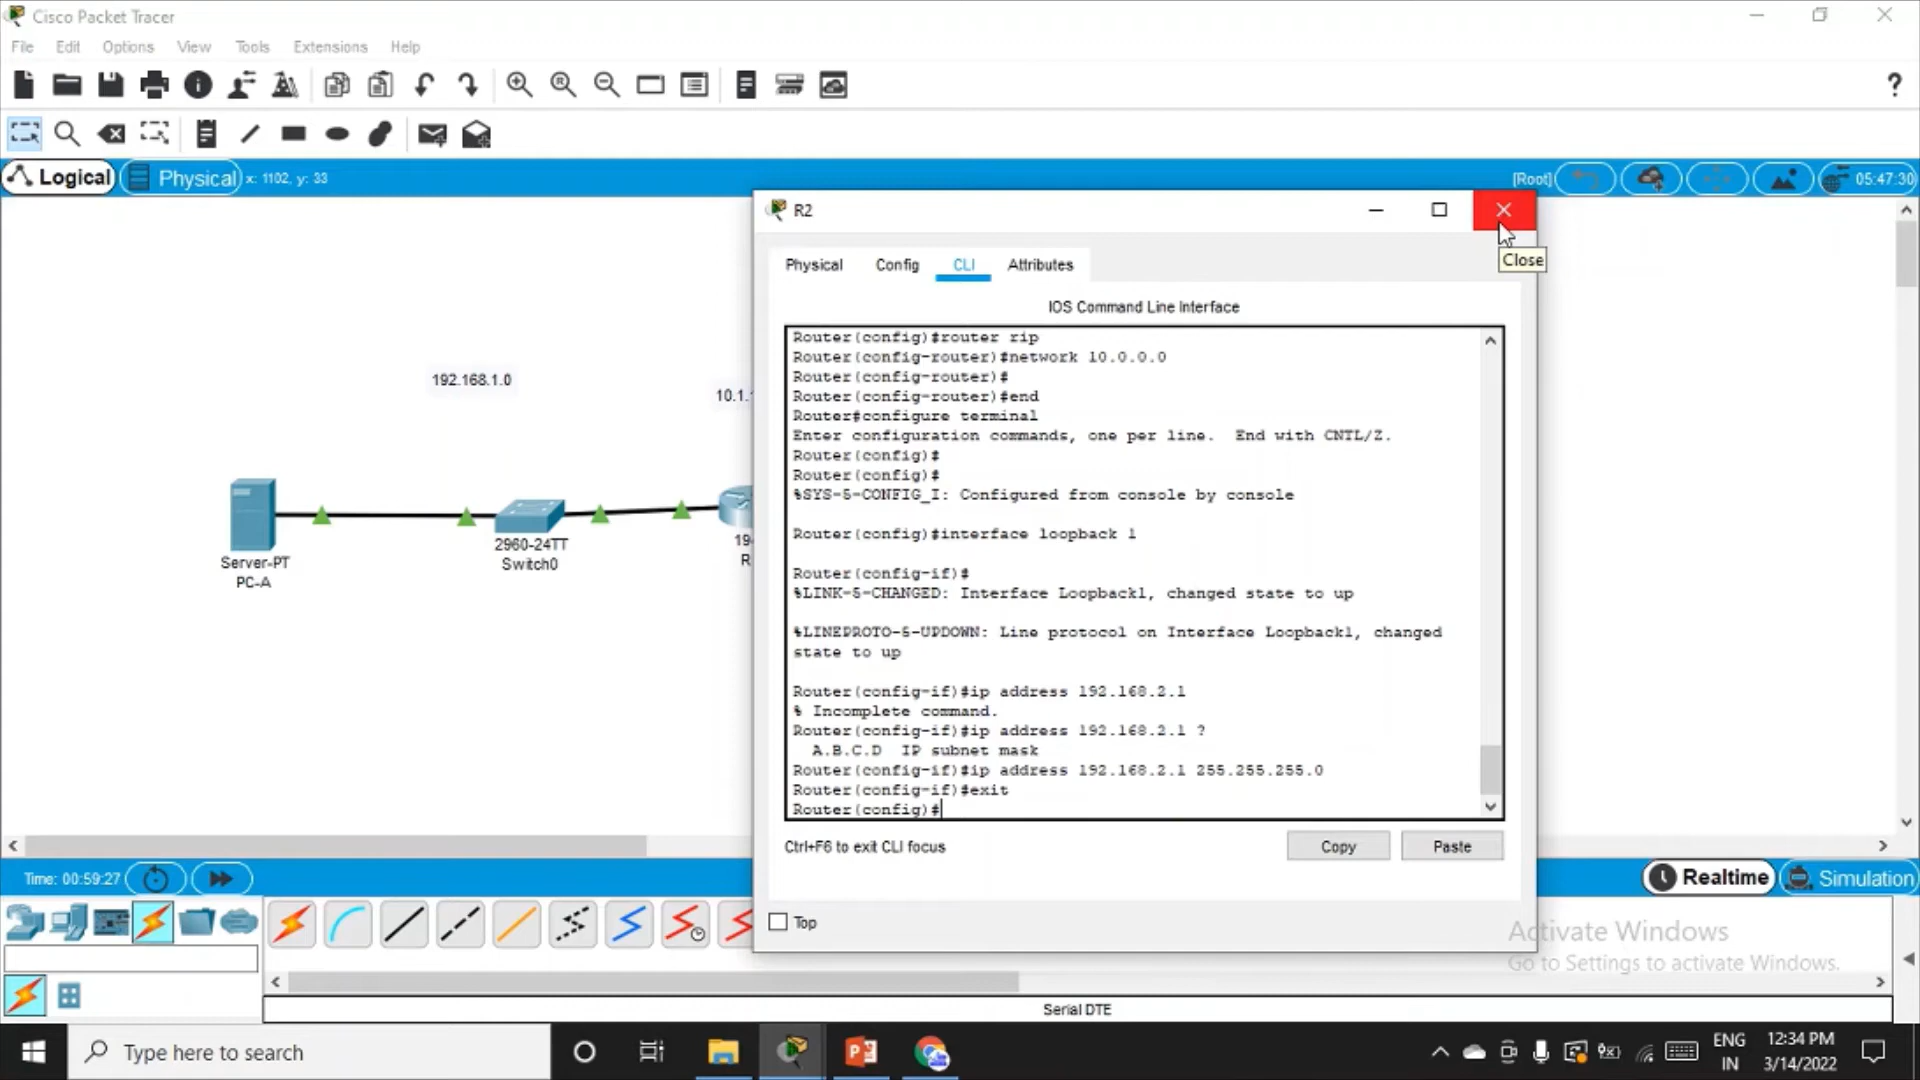 Cisco Packet Tracer
File Edit Options View Tools Extensions Help
?
Logical Physical x: 1102, y: 33 [Root] 05:47:30
R2
Close
Physical Config CLI Attributes
IOS Command Line Interface
Router(config)#router rip
Router(config-router)#network 10.0.0.0
Router(config-router)#
Router(config-router)#end
Router#configure terminal
Enter configuration commands, one per line. End with CNTL/Z.
Router(config)#
Router(config)#
%SYS-5-CONFIG_I: Configured from console by console
Router(config)#interface loopback 1
Router(config-if)#
%LINK-5-CHANGED: Interface Loopback1, changed state to up
%LINEPROTO-5-UPDOWN: Line protocol on Interface Loopback1, changed
state to up
Router(config-if)#ip address 192.168.2.1
% Incomplete command.
Router(config-if)#ip address 192.168.2.1 ?
A.B.C.D IP subnet mask
Router(config-if)#ip address 192.168.2.1 255.255.255.0
Router(config-if)#exit
Router(config)#
Ctrl+F6 to exit CLI focus Copy Paste
Top
192.168.1.0
10.1.
Server-PT
PC-A
2960-24TT
Switch0
19
R
Time: 00:59:27 Realtime Simulation
Activate Windows
Go to Settings to activate Windows.
Serial DTE
Type here to search
ENG
IN
12:34 PM
3/14/2022